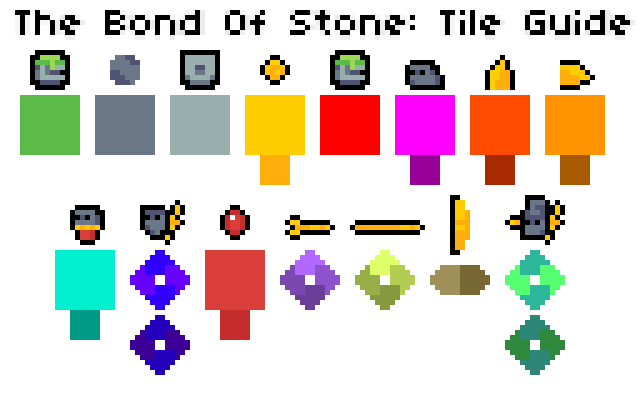 The Bond Of Stone: Tile Guide